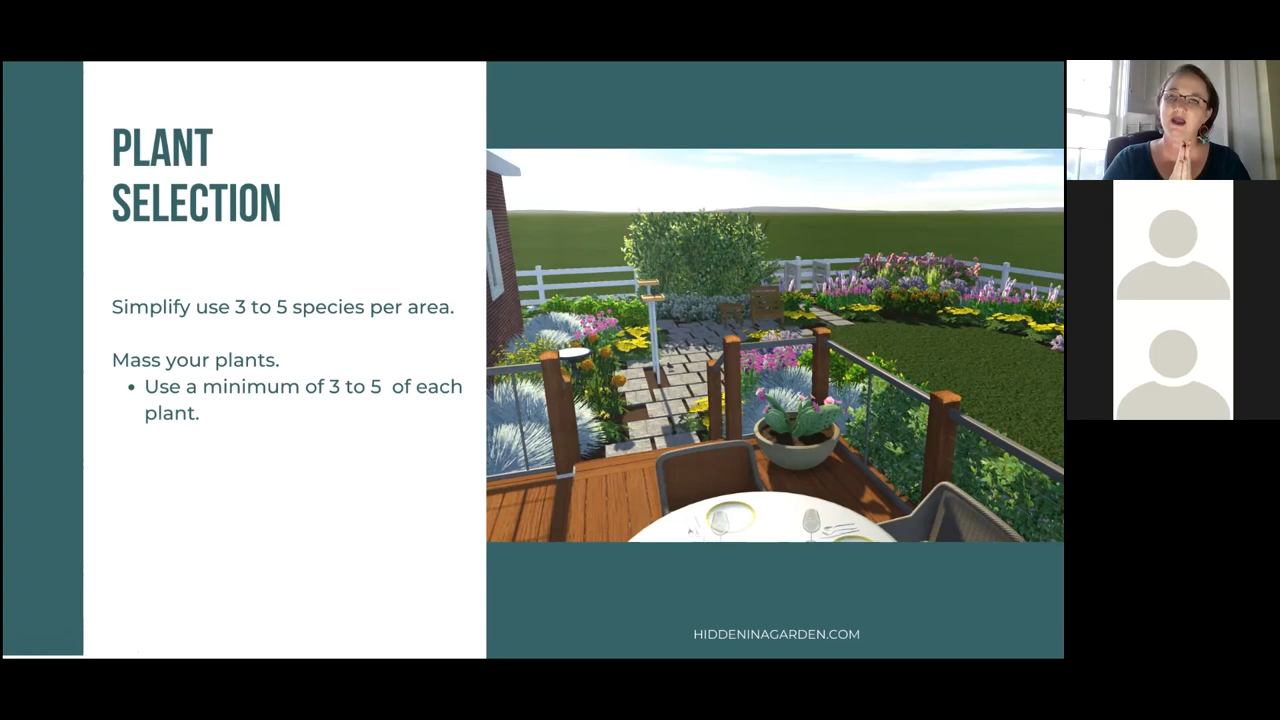 PLANT
SELECTION
Simplify use 3 to 5 species per area.
Mass your plants.
• Use a minimum of 3 to 5 of each
plant.
HIDDENINAGARDEN.COM